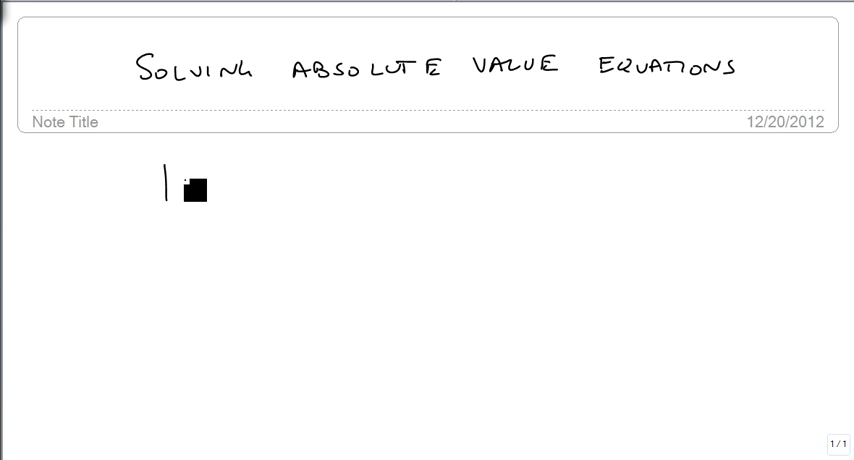 SOLVING ABSOLUTE VALUE EQUATIONS
Note Title 12/20/2012
|
1 / 1